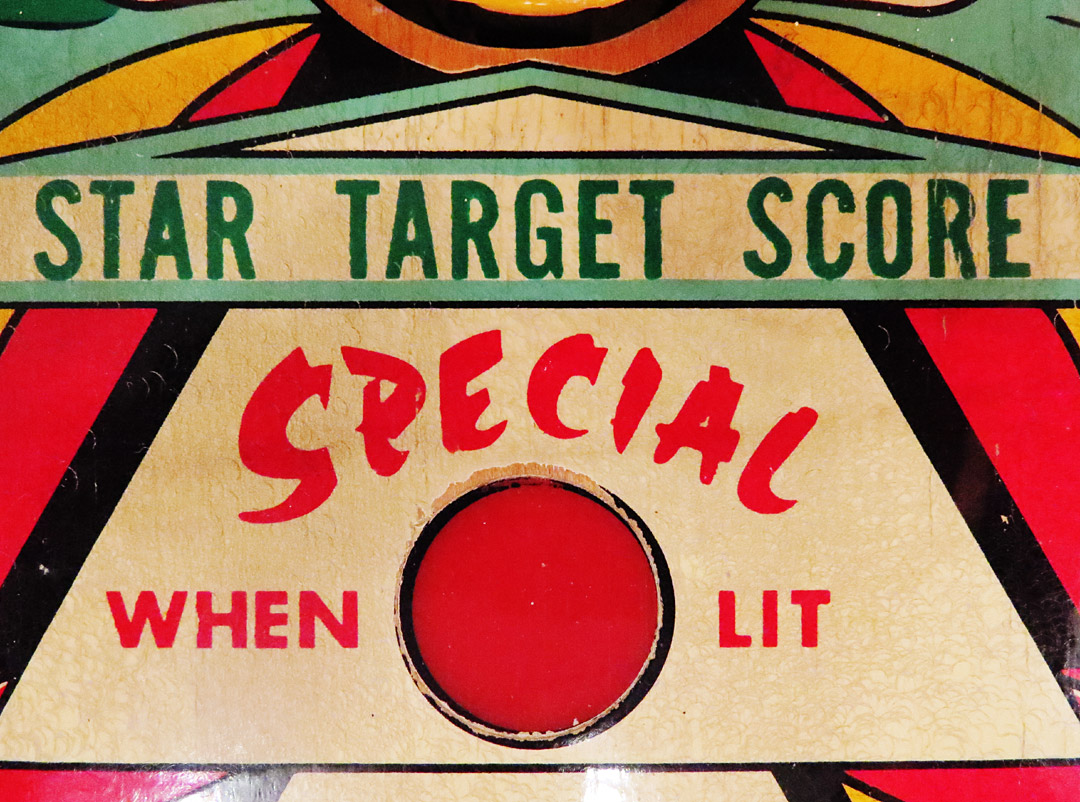 STAR TARGET SCORE
SPECIAL
WHEN LIT